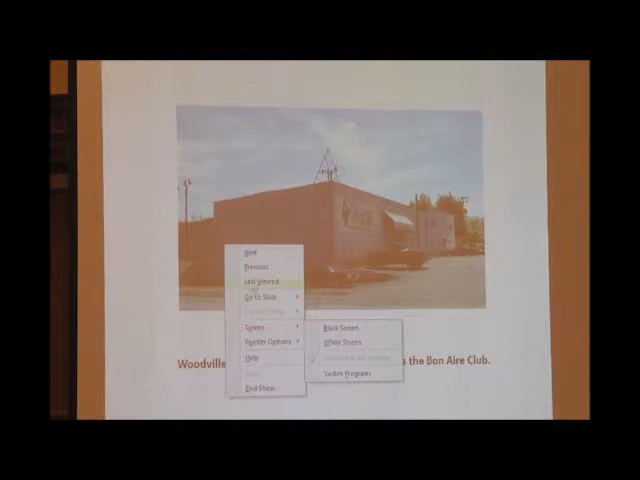 Next
Previous
Last Viewed
Go to Slide
Screen
Pointer Options
Help
End Show
Black Screen
White Screen
Switch Programs
Woodville
s the Bon Aire Club.